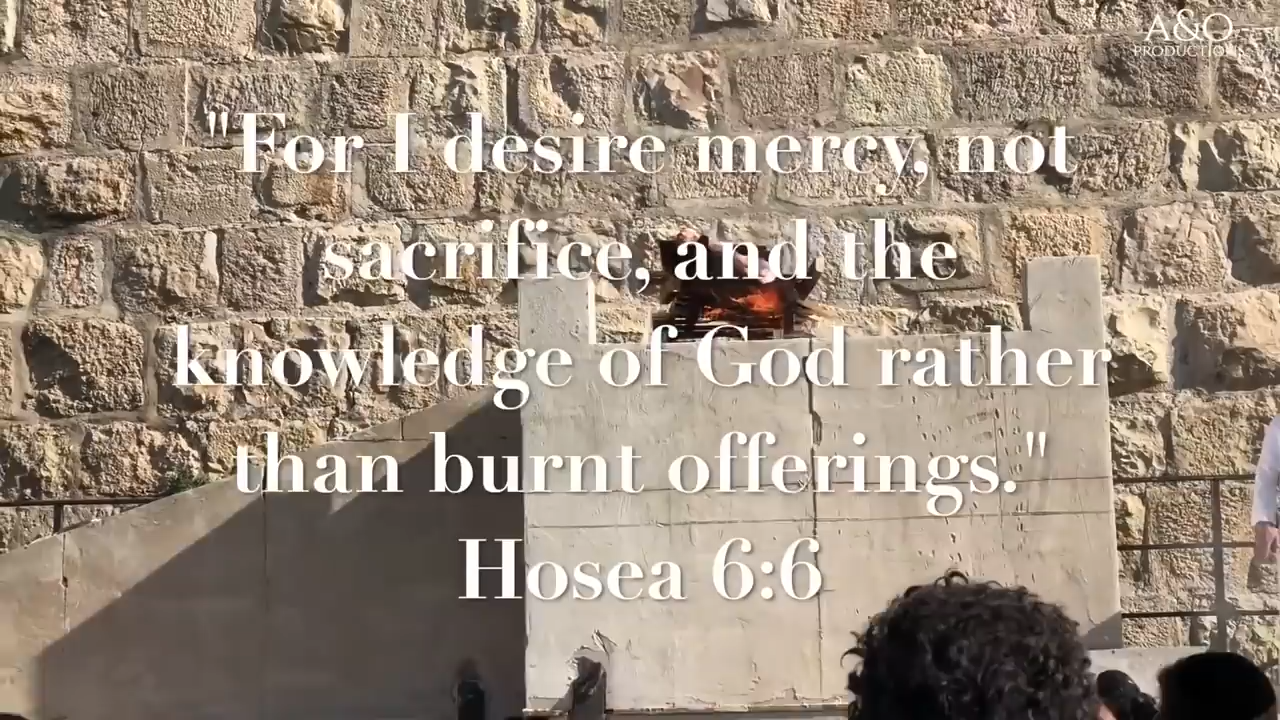 A&O
PRODUCTIONS
"For I desire mercy, not
sacrifice, and the
knowledge of God rather
than burnt offerings."
Hosea 6:6